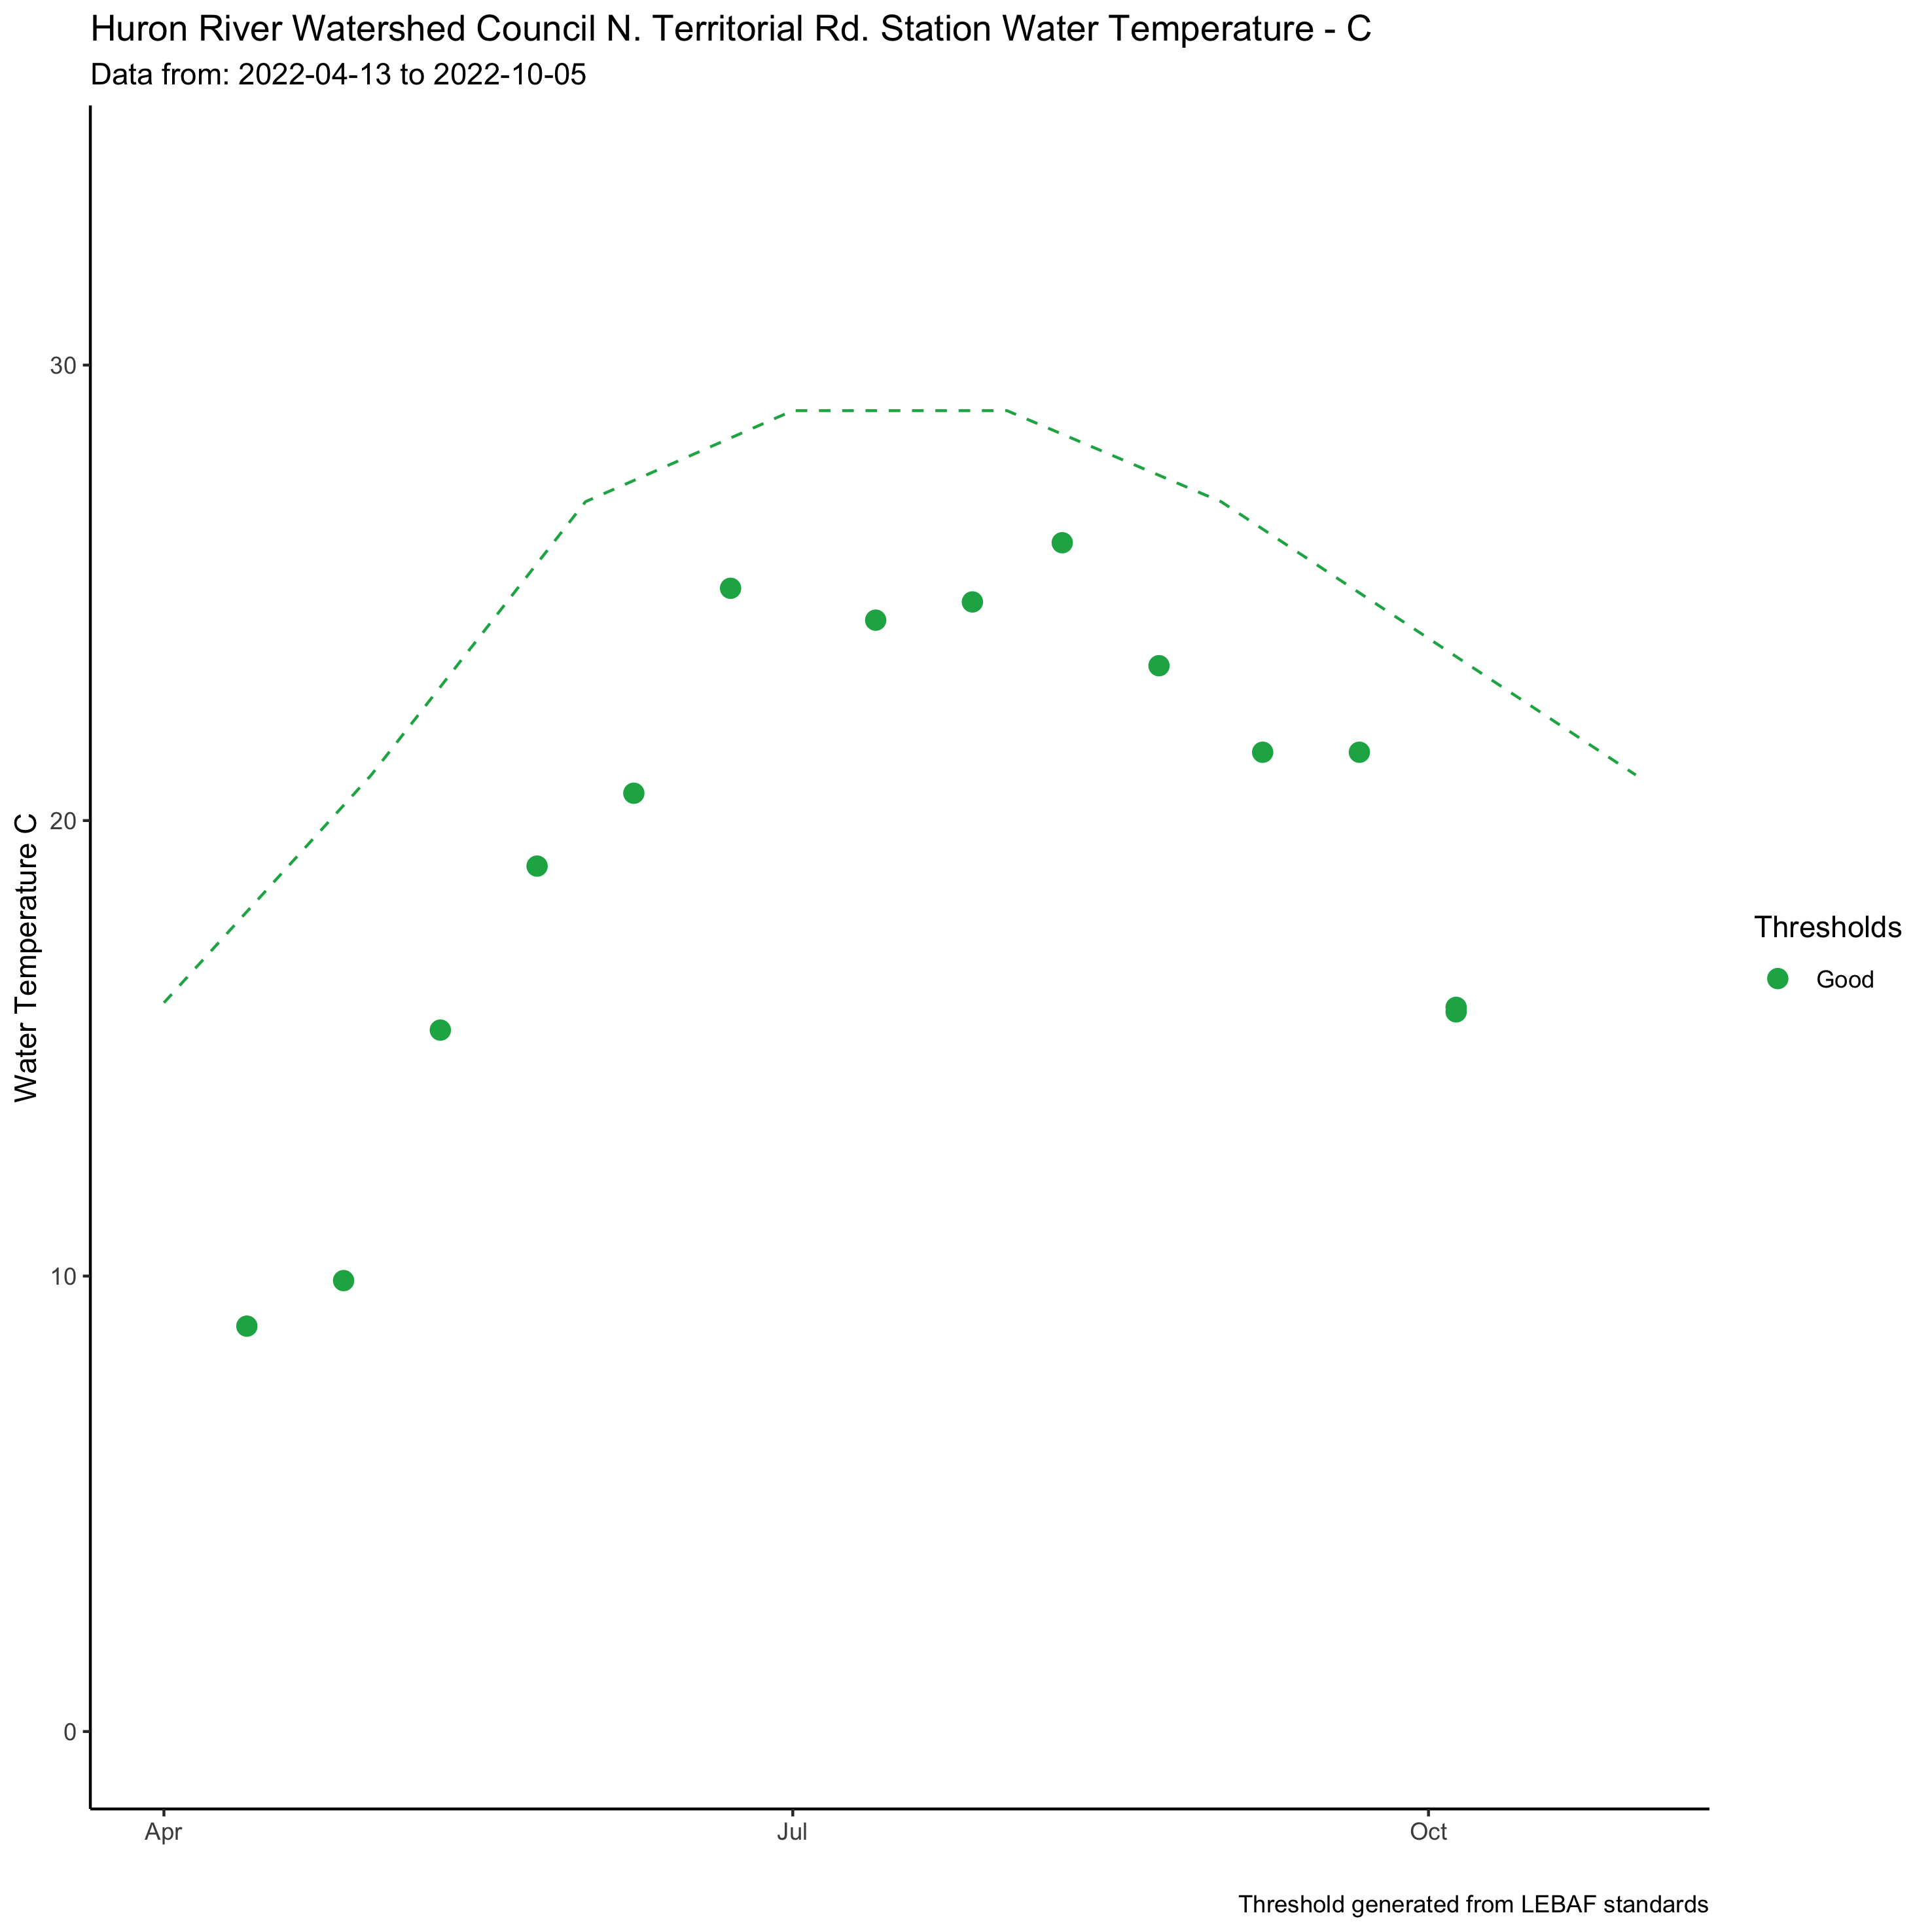 Huron River Watershed Council N. Territorial Rd. Station Water Temperature - C
Data from: 2022-04-13 to 2022-10-05
Water Temperature C
30
20
10
0
Apr
Jul
Oct
Thresholds
Good
Threshold generated from LEBAF standards